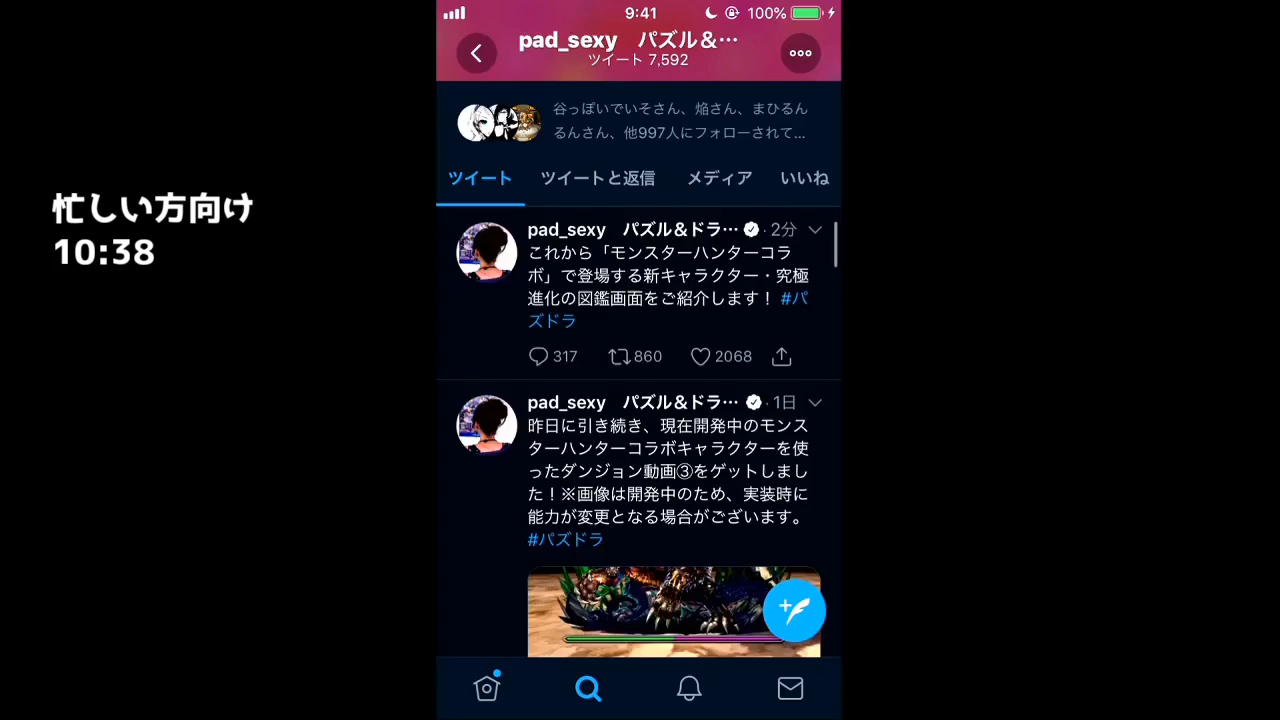 9:41
100%
pad_sexy パズル＆…
ツイート 7,592
忙しい方向け
10:38
谷っぽいでいそさん、焔さん、まひるん
るんさん、他997人にフォローされて...
ツイート ツイートと返信 メディア いいね
pad_sexy パズル＆ドラ… · 2分
これから「モンスターハンターコラ
ボ」で登場する新キャラクター・究極
進化の図鑑画面をご紹介します！ #パ
ズドラ
317 860 2068
pad_sexy パズル＆ドラ… · 1日
昨日に引き続き、現在開発中のモンス
ターハンターコラボキャラクターを使
ったダンジョン動画③をゲットしまし
た！※画像は開発中のため、実装時に
能力が変更となる場合がございます。
#パズドラ